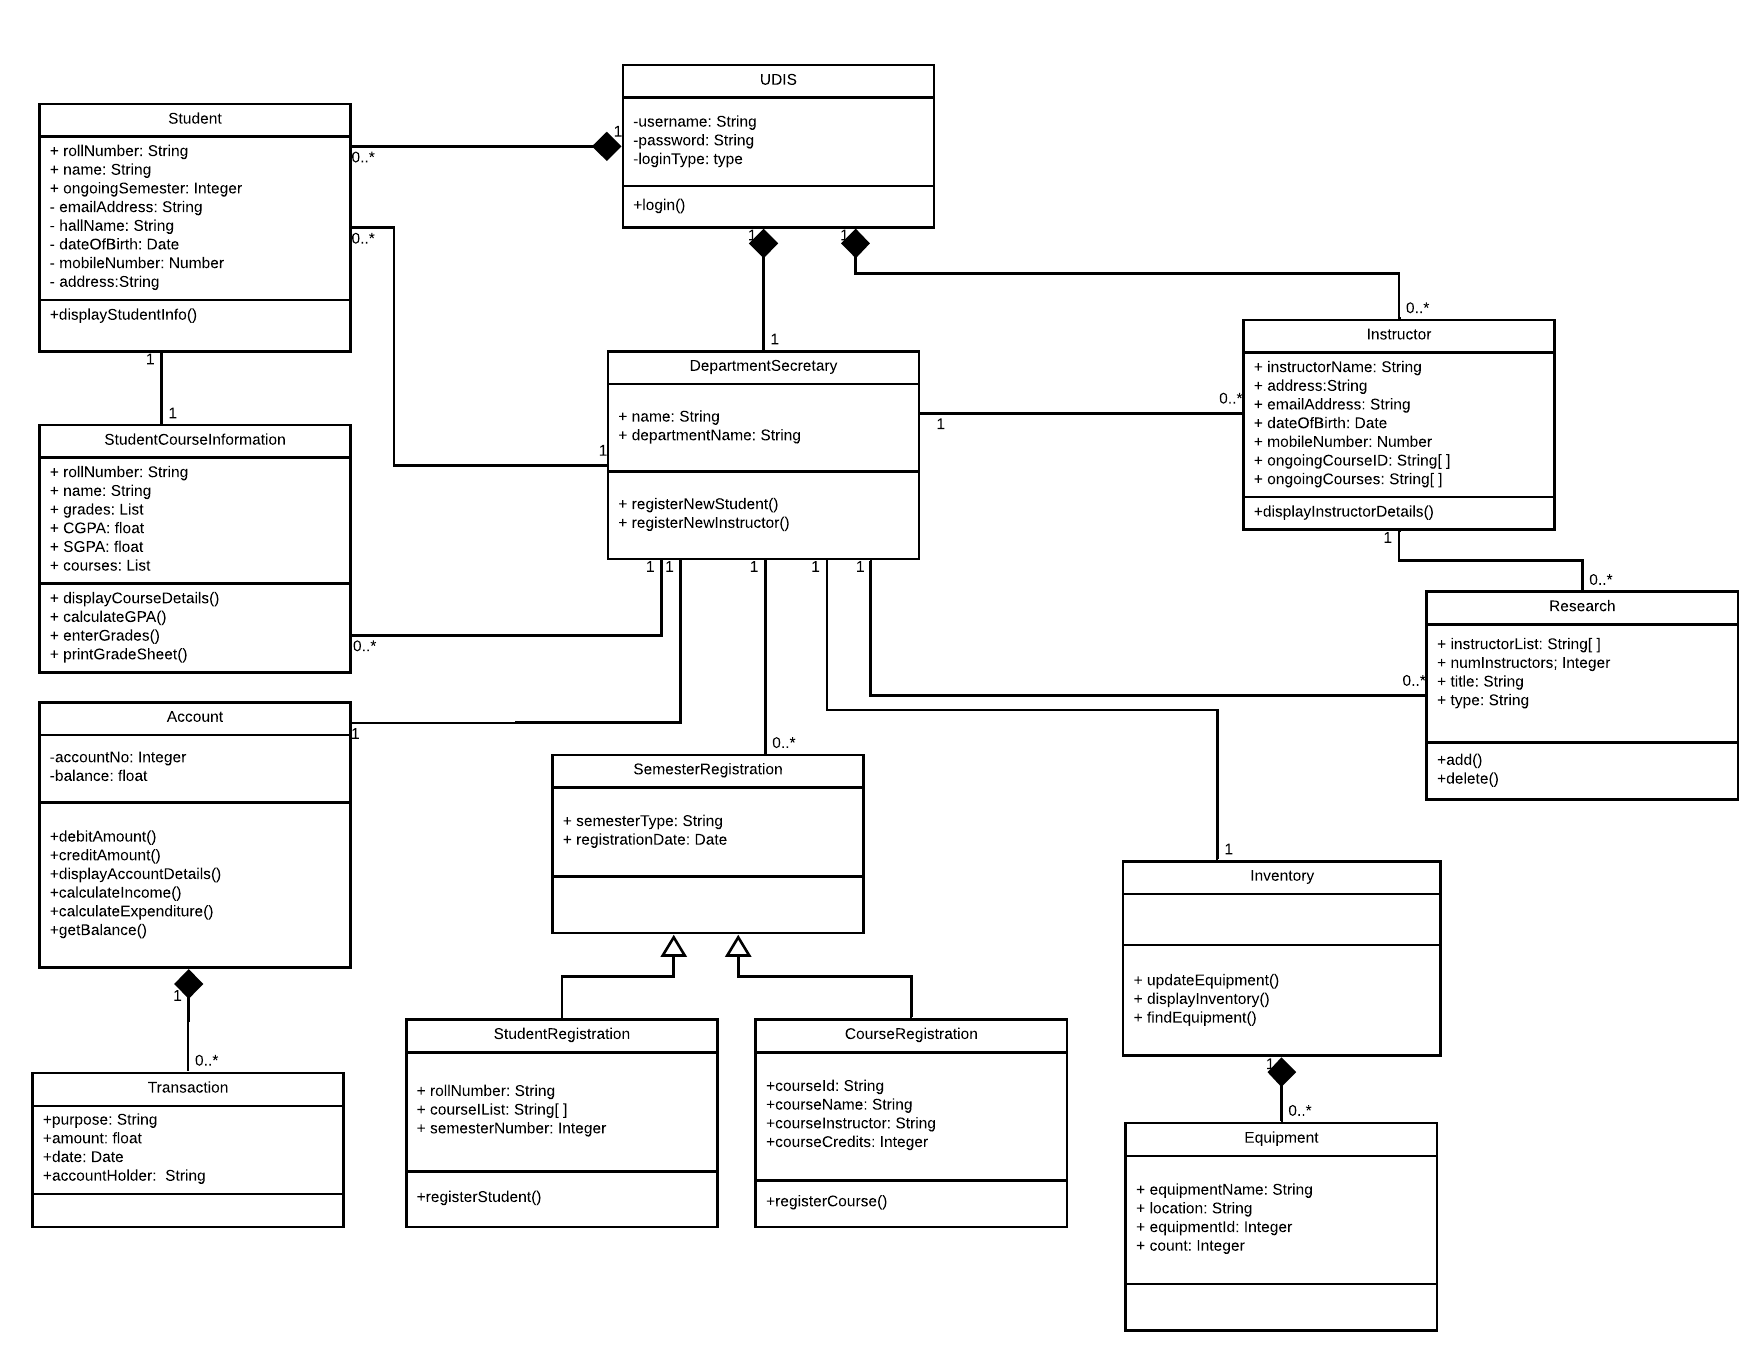 UDIS
-username: String
-password: String
-loginType: type
+login()
1
1
1
Student
+ rollNumber: String
+ name: String
+ ongoingSemester: Integer
- emailAddress: String
- hallName: String
- dateOfBirth: Date
- mobileNumber: Number
- address:String
+displayStudentInfo()
0..*
0..*
1
1
StudentCourseInformation
+ rollNumber: String
+ name: String
+ grades: List
+ CGPA: float
+ SGPA: float
+ courses: List
+ displayCourseDetails()
+ calculateGPA()
+ enterGrades()
+ printGradeSheet()
0..*
1
DepartmentSecretary
+ name: String
+ departmentName: String
+ registerNewStudent()
+ registerNewInstructor()
1
1
1
1
1
1
1
0..*
0..*
Instructor
+ instructorName: String
+ address:String
+ emailAddress: String
+ dateOfBirth: Date
+ mobileNumber: Number
+ ongoingCourseID: String[ ]
+ ongoingCourses: String[ ]
+displayInstructorDetails()
1
0..*
0..*
Research
+ instructorList: String[ ]
+ numInstructors; Integer
+ title: String
+ type: String
+add()
+delete()
Account
-accountNo: Integer
-balance: float
+debitAmount()
+creditAmount()
+displayAccountDetails()
+calculateIncome()
+calculateExpenditure()
+getBalance()
1
1
0..*
Transaction
+purpose: String
+amount: float
+date: Date
+accountHolder:  String
0..*
SemesterRegistration
+ semesterType: String
+ registrationDate: Date
StudentRegistration
+ rollNumber: String
+ courseIList: String[ ]
+ semesterNumber: Integer
+registerStudent()
CourseRegistration
+courseId: String
+courseName: String
+courseInstructor: String
+courseCredits: Integer
+registerCourse()
1
Inventory
+ updateEquipment()
+ displayInventory()
+ findEquipment()
1
0..*
Equipment
+ equipmentName: String
+ location: String
+ equipmentId: Integer
+ count: Integer